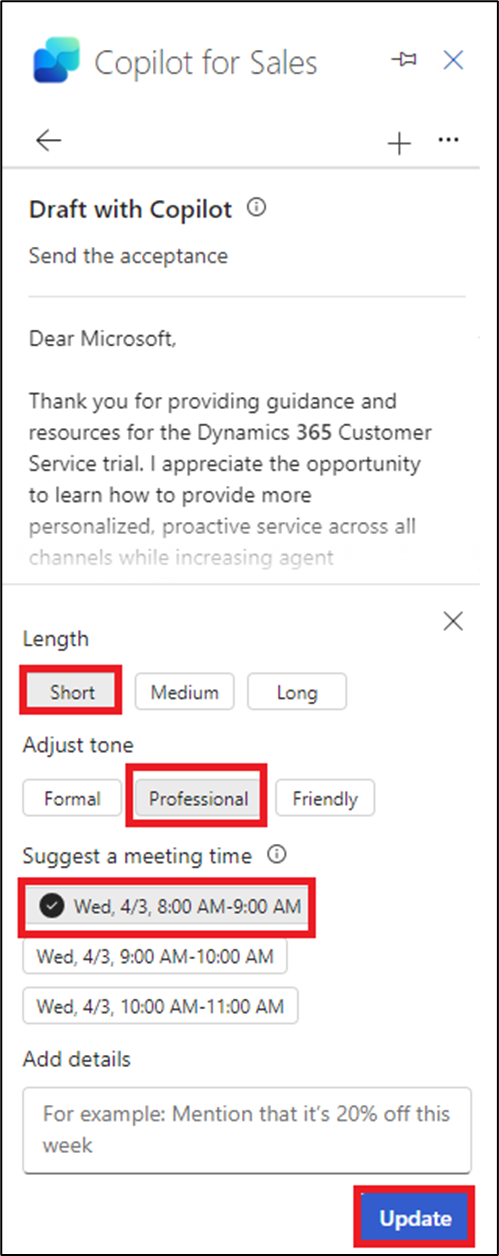 Copilot for Sales
Draft with Copilot
Send the acceptance
Dear Microsoft,
Thank you for providing guidance and
resources for the Dynamics 365 Customer
Service trial. I appreciate the opportunity
to learn how to provide more
personalized, proactive service across all
channels while increasing agent
Length
Short Medium Long
Adjust tone
Formal Professional Friendly
Suggest a meeting time
Wed, 4/3, 8:00 AM-9:00 AM
Wed, 4/3, 9:00 AM-10:00 AM
Wed, 4/3, 10:00 AM-11:00 AM
Add details
For example: Mention that it's 20% off this
week
Update